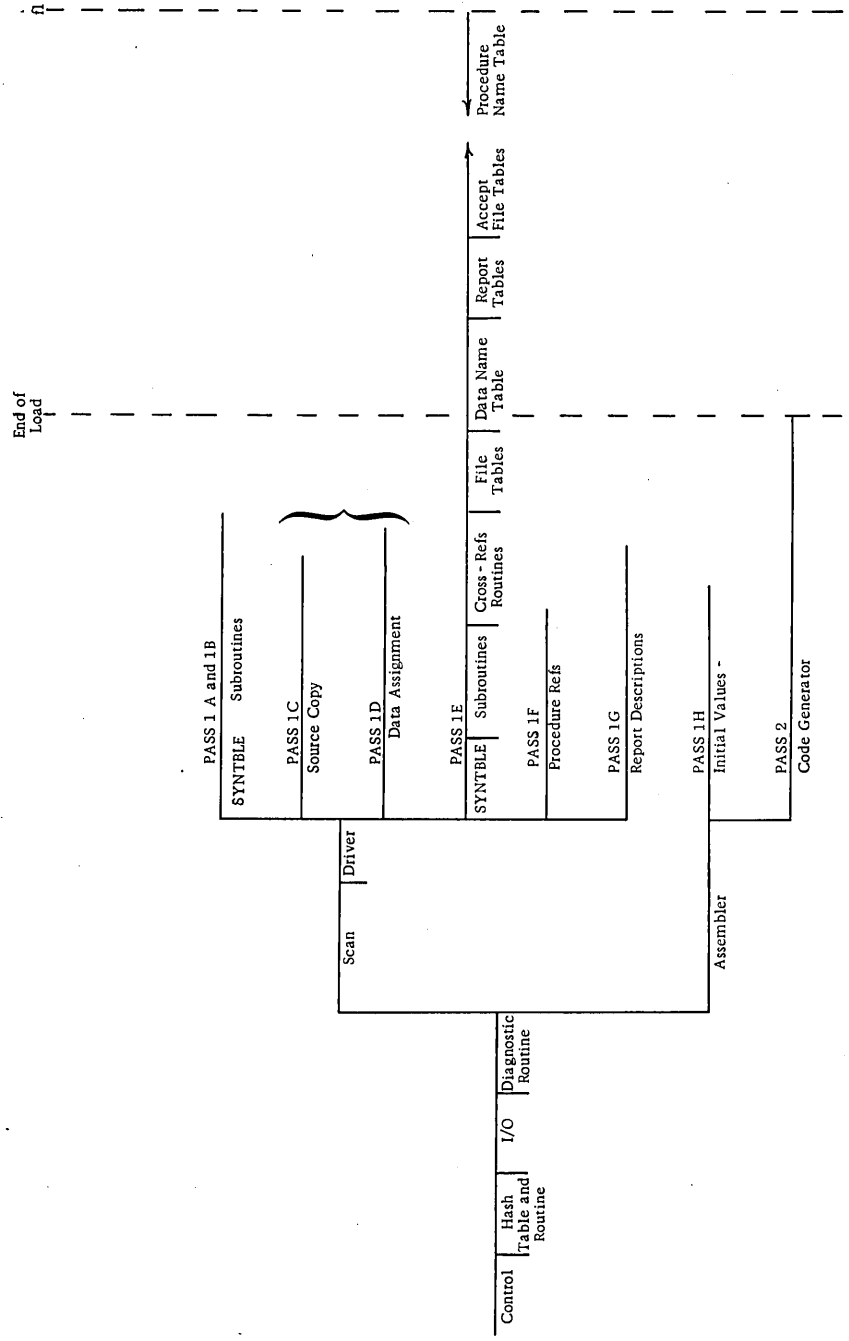 fl
End of
Load
PASS 1 A and 1B
SYNTBLE Subroutines
PASS 1C
Source Copy
PASS 1D
Data Assignment
PASS 1E
SYNTBLE
Subroutines
Cross - Refs
Routines
File
Tables
Data Name
Table
Report
Tables
Accept
File Tables
Procedure
Name Table
PASS 1F
Procedure Refs
PASS 1G
Report Descriptions
PASS 1H
Initial Values -
PASS 2
Code Generator
Scan
Driver
Assembler
Control
Hash
Table and
Routine
I/O
Diagnostic
Routine